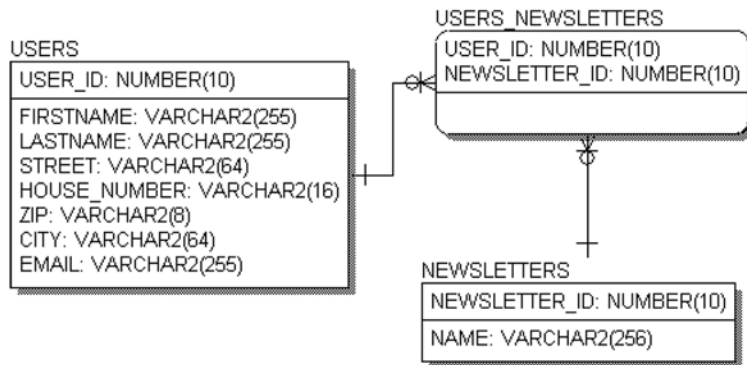 USERS
USER_ID: NUMBER(10)
FIRSTNAME: VARCHAR2(255)
LASTNAME: VARCHAR2(255)
STREET: VARCHAR2(64)
HOUSE_NUMBER: VARCHAR2(16)
ZIP: VARCHAR2(8)
CITY: VARCHAR2(64)
EMAIL: VARCHAR2(255)
USERS_NEWSLETTERS
USER_ID: NUMBER(10)
NEWSLETTER_ID: NUMBER(10)
NEWSLETTERS
NEWSLETTER_ID: NUMBER(10)
NAME: VARCHAR2(256)